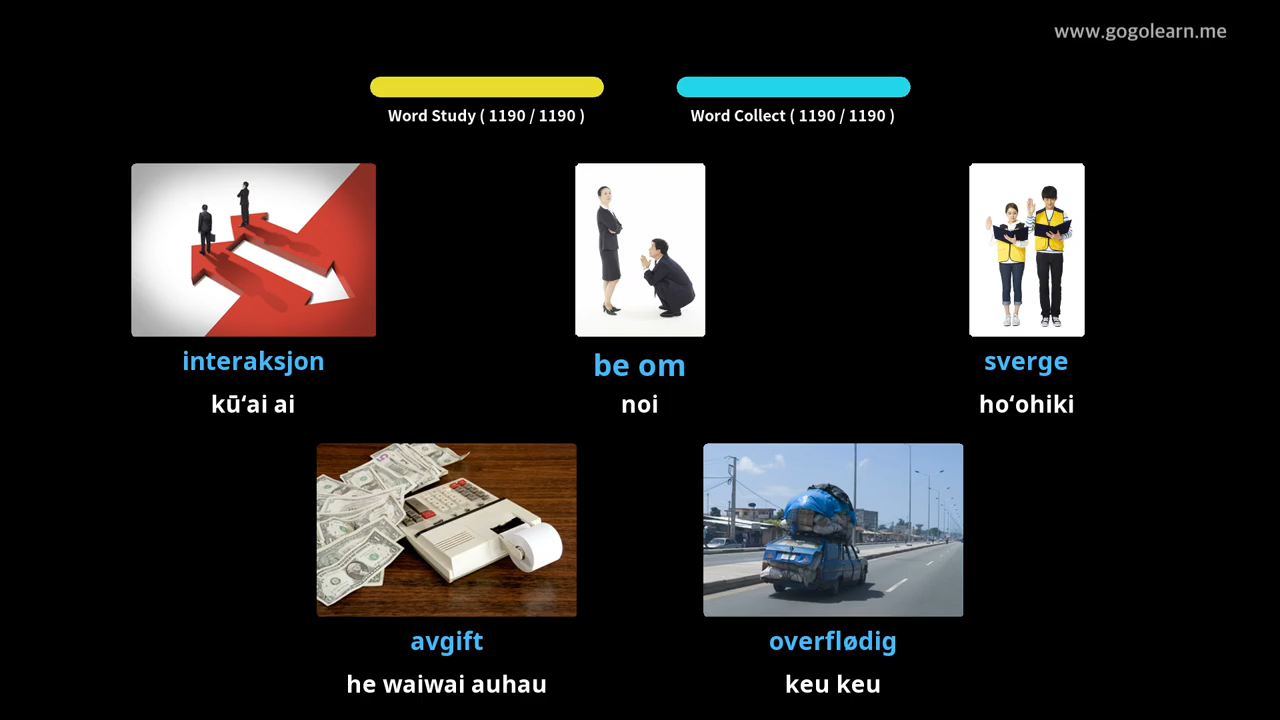 www.gogolearn.me
Word Study ( 1190 / 1190 )
Word Collect ( 1190 / 1190 )
interaksjon
be om
sverge
kūʻai ai
noi
hoʻohiki
avgift
overflødig
he waiwai auhau
keu keu